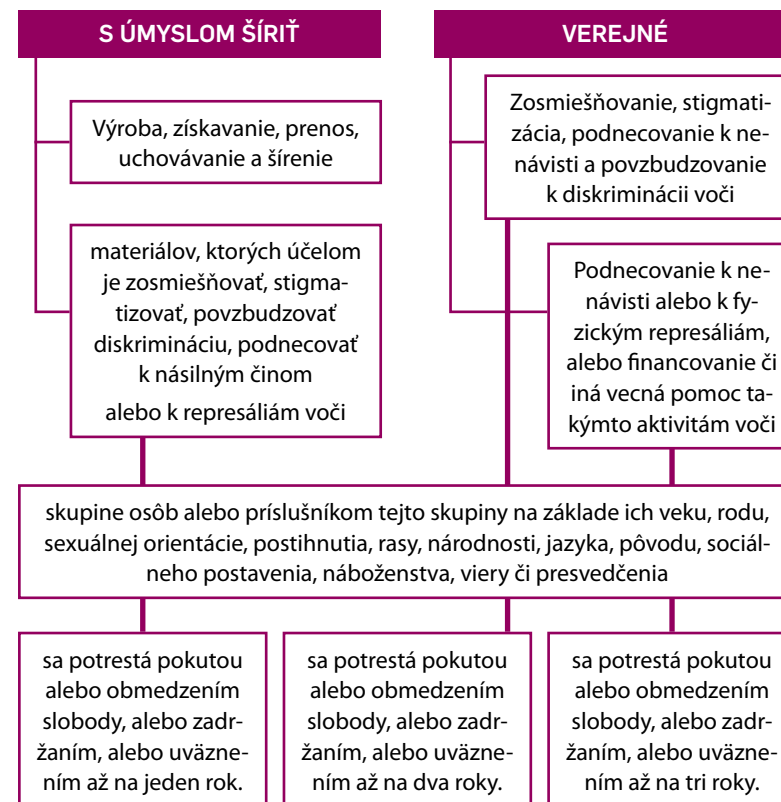 S ÚMYSLOM ŠÍRIŤ
Výroba, získavanie, prenos,
uchovávanie a šírenie
materiálov, ktorých účelom
je zosmiešňovať, stigma-
tizovať, povzbudzovať
diskrimináciu, podnecovať
k násilným činom
alebo k represáliám voči
VEREJNÉ
Zosmiešňovanie, stigmati-
zácia, podnecovanie k ne-
návisti a povzbudzovanie
k diskriminácii voči
Podnecovanie k ne-
návisti alebo k fy-
zickým represáliám,
alebo financovanie či
iná vecná pomoc ta-
kýmto aktivitám voči
skupine osôb alebo príslušníkom tejto skupiny na základe ich veku, rodu,
sexuálnej orientácie, postihnutia, rasy, národnosti, jazyka, pôvodu, sociál-
neho postavenia, náboženstva, viery či presvedčenia
sa potrestá pokutou
alebo obmedzením
slobody, alebo zadr-
žaním, alebo uväzne-
ním až na jeden rok.
sa potrestá pokutou
alebo obmedzením
slobody, alebo zadr-
žaním, alebo uväzne-
ním až na dva roky.
sa potrestá pokutou
alebo obmedzením
slobody, alebo zadr-
žaním, alebo uväzne-
ním až na tri roky.